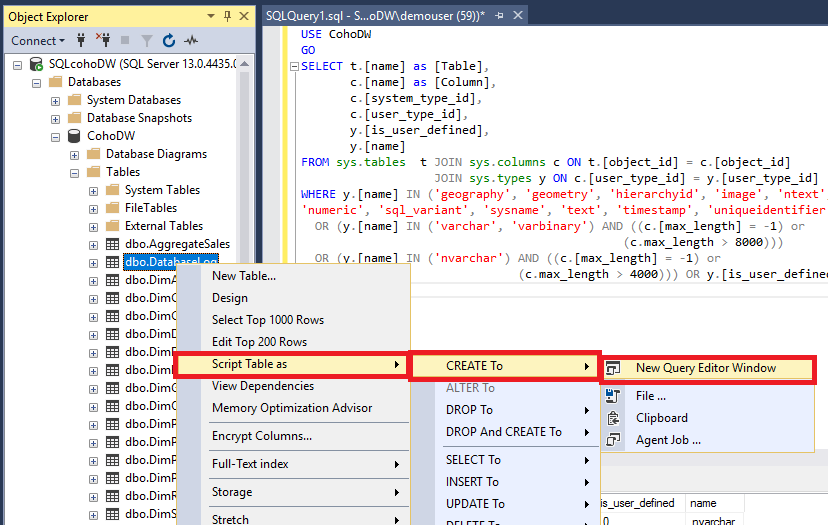 Object Explorer
Connect
SQLcohoDW (SQL Server 13.0.4435.0
Databases
System Databases
Database Snapshots
CohoDW
Database Diagrams
Tables
System Tables
FileTables
External Tables
dbo.AggregateSales
dbo.DatabaseLog
dbo.DimA
dbo.DimC
dbo.DimC
dbo.DimD
dbo.DimE
dbo.DimF
dbo.DimG
dbo.DimO
dbo.DimP
dbo.DimP
dbo.DimP
dbo.DimP
dbo.DimR
dbo.DimS
SQLQuery1.sql - S...oDW\demouser (59))*
USE CohoDW
GO
SELECT t.[name] as [Table],
c.[name] as [Column],
c.[system_type_id],
c.[user_type_id],
y.[is_user_defined],
y.[name]
FROM sys.tables t JOIN sys.columns c ON t.[object_id] = c.[object_id]
JOIN sys.types y ON c.[user_type_id] = y.[user_type_id]
WHERE y.[name] IN ('geography', 'geometry', 'hierarchyid', 'image', 'ntext'
'numeric', 'sql_variant', 'sysname', 'text', 'timestamp', 'uniqueidentifier
OR (y.[name] IN ('varchar', 'varbinary') AND ((c.[max_length] = -1) or
(c.max_length > 8000)))
OR (y.[name] IN ('nvarchar') AND ((c.[max_length] = -1) or
(c.max_length > 4000))) OR y.[is_user_defined
New Table...
Design
Select Top 1000 Rows
Edit Top 200 Rows
Script Table as
View Dependencies
Memory Optimization Advisor
Encrypt Columns...
Full-Text index
Storage
Stretch
CREATE To
ALTER To
DROP To
DROP And CREATE To
SELECT To
INSERT To
UPDATE To
DELETE To
New Query Editor Window
File ...
Clipboard
Agent Job ...
is_user_defined name
0 nvarchar